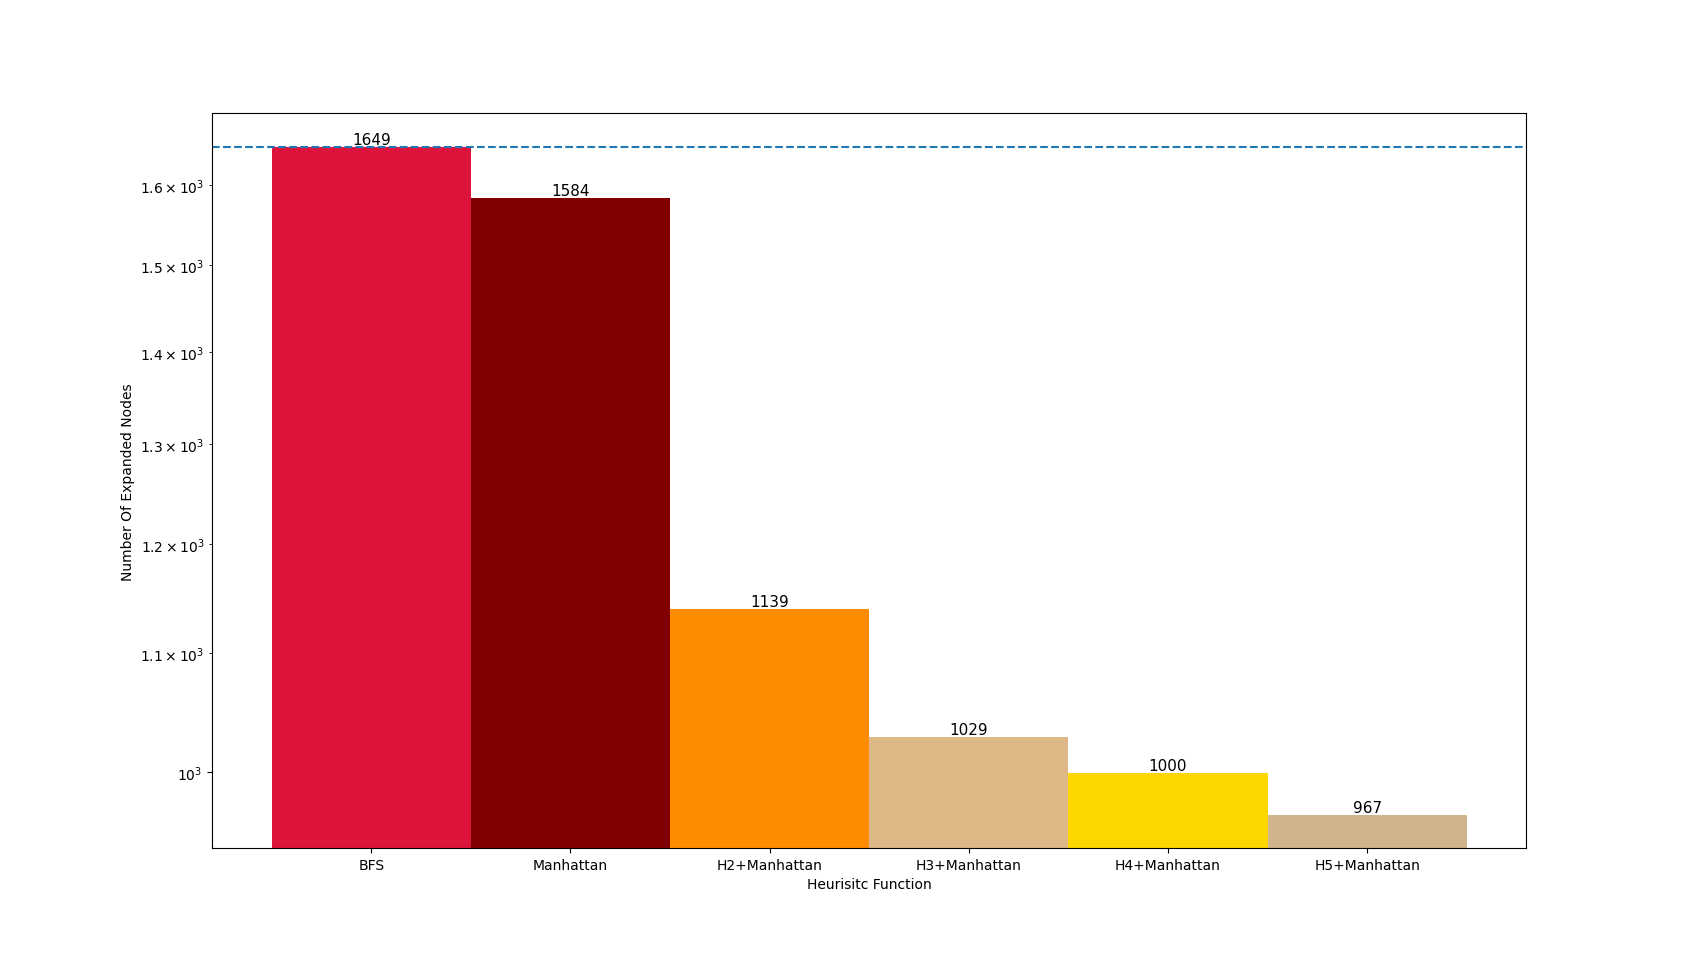 1649
1584
1139
1029
1000
967
1.6 × 10³
1.5 × 10³
1.4 × 10³
1.3 × 10³
1.2 × 10³
1.1 × 10³
10³
Number Of Expanded Nodes
BFS Manhattan H2+Manhattan H3+Manhattan H4+Manhattan H5+Manhattan
Heurisitc Function